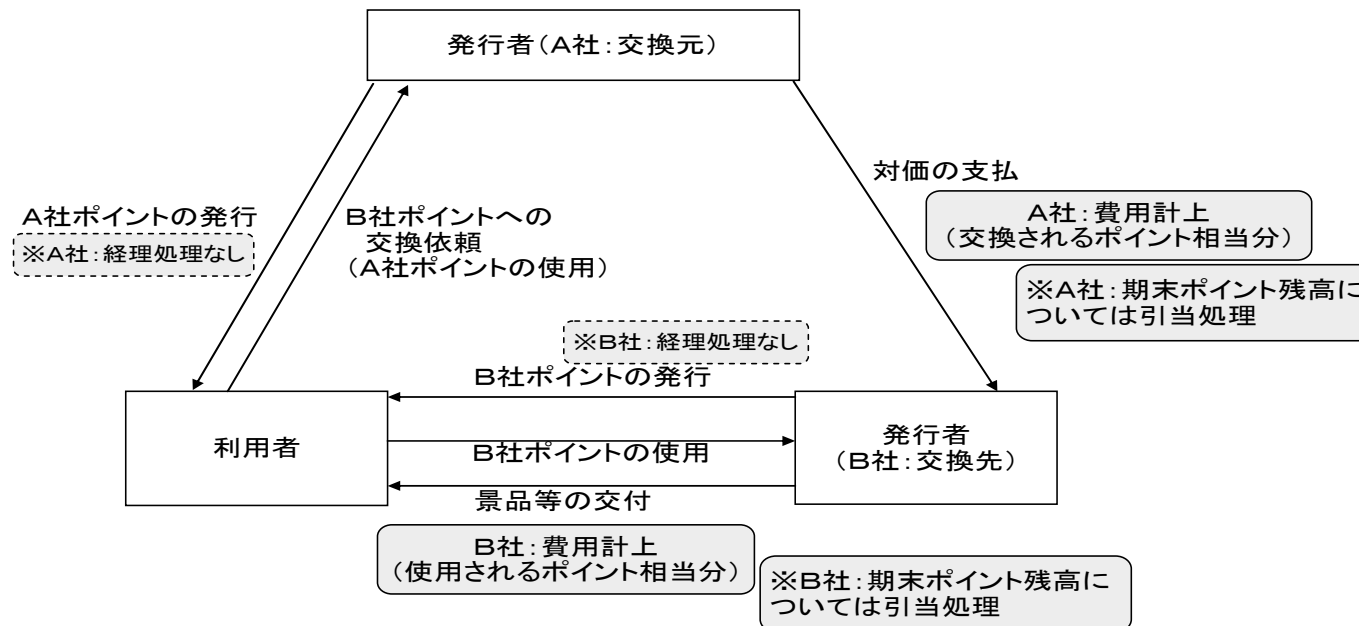 発行者(A社:交換元)
対価の支払
A社:費用計上
(交換されるポイント相当分)
※A社:期末ポイント残高に
ついては引当処理
A社ポイントの発行
※A社:経理処理なし
B社ポイントへの
交換依頼
(A社ポイントの使用)
※B社:経理処理なし
B社ポイントの発行
利用者
発行者
(B社:交換先)
B社ポイントの使用
景品等の交付
B社:費用計上
(使用されるポイント相当分)
※B社:期末ポイント残高に
ついては引当処理